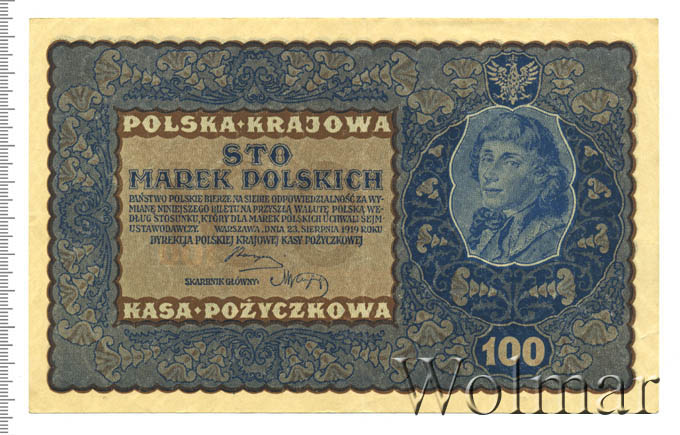 POLSKA · KRAJOWA
STO
MAREK POLSKICH
PAŃSTWO POLSKIE BIERZE NA SIEBIE ODPOWIEDZIALNOŚĆ ZA WY-
MIANĘ NINIEJSZEGO BILETU NA PRZYSZŁĄ WALUTĘ POLSKĄ WE-
DŁUG STOSUNKU, KTÓRY DLA MAREK POLSKICH UCHWALI SEJM
USTAWODAWCZY. WARSZAWA, DNIA 23. SIERPNIA 1919 ROKU
DYREKCJA POLSKIEJ KRAJOWEJ KASY POŻYCZKOWEJ
SKARBNIK GŁÓWNY:
KASA · POŻYCZKOWA
100
Wolmar